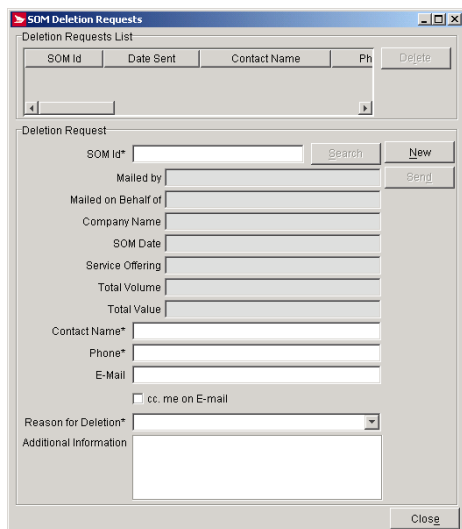 SOM Deletion Requests
Deletion Requests List
SOM Id Date Sent Contact Name Ph Delete
Deletion Request
SOM Id* Search New
Mailed by Send
Mailed on Behalf of
Company Name
SOM Date
Service Offering
Total Volume
Total Value
Contact Name*
Phone*
E-Mail
cc. me on E-mail
Reason for Deletion*
Additional Information
Close